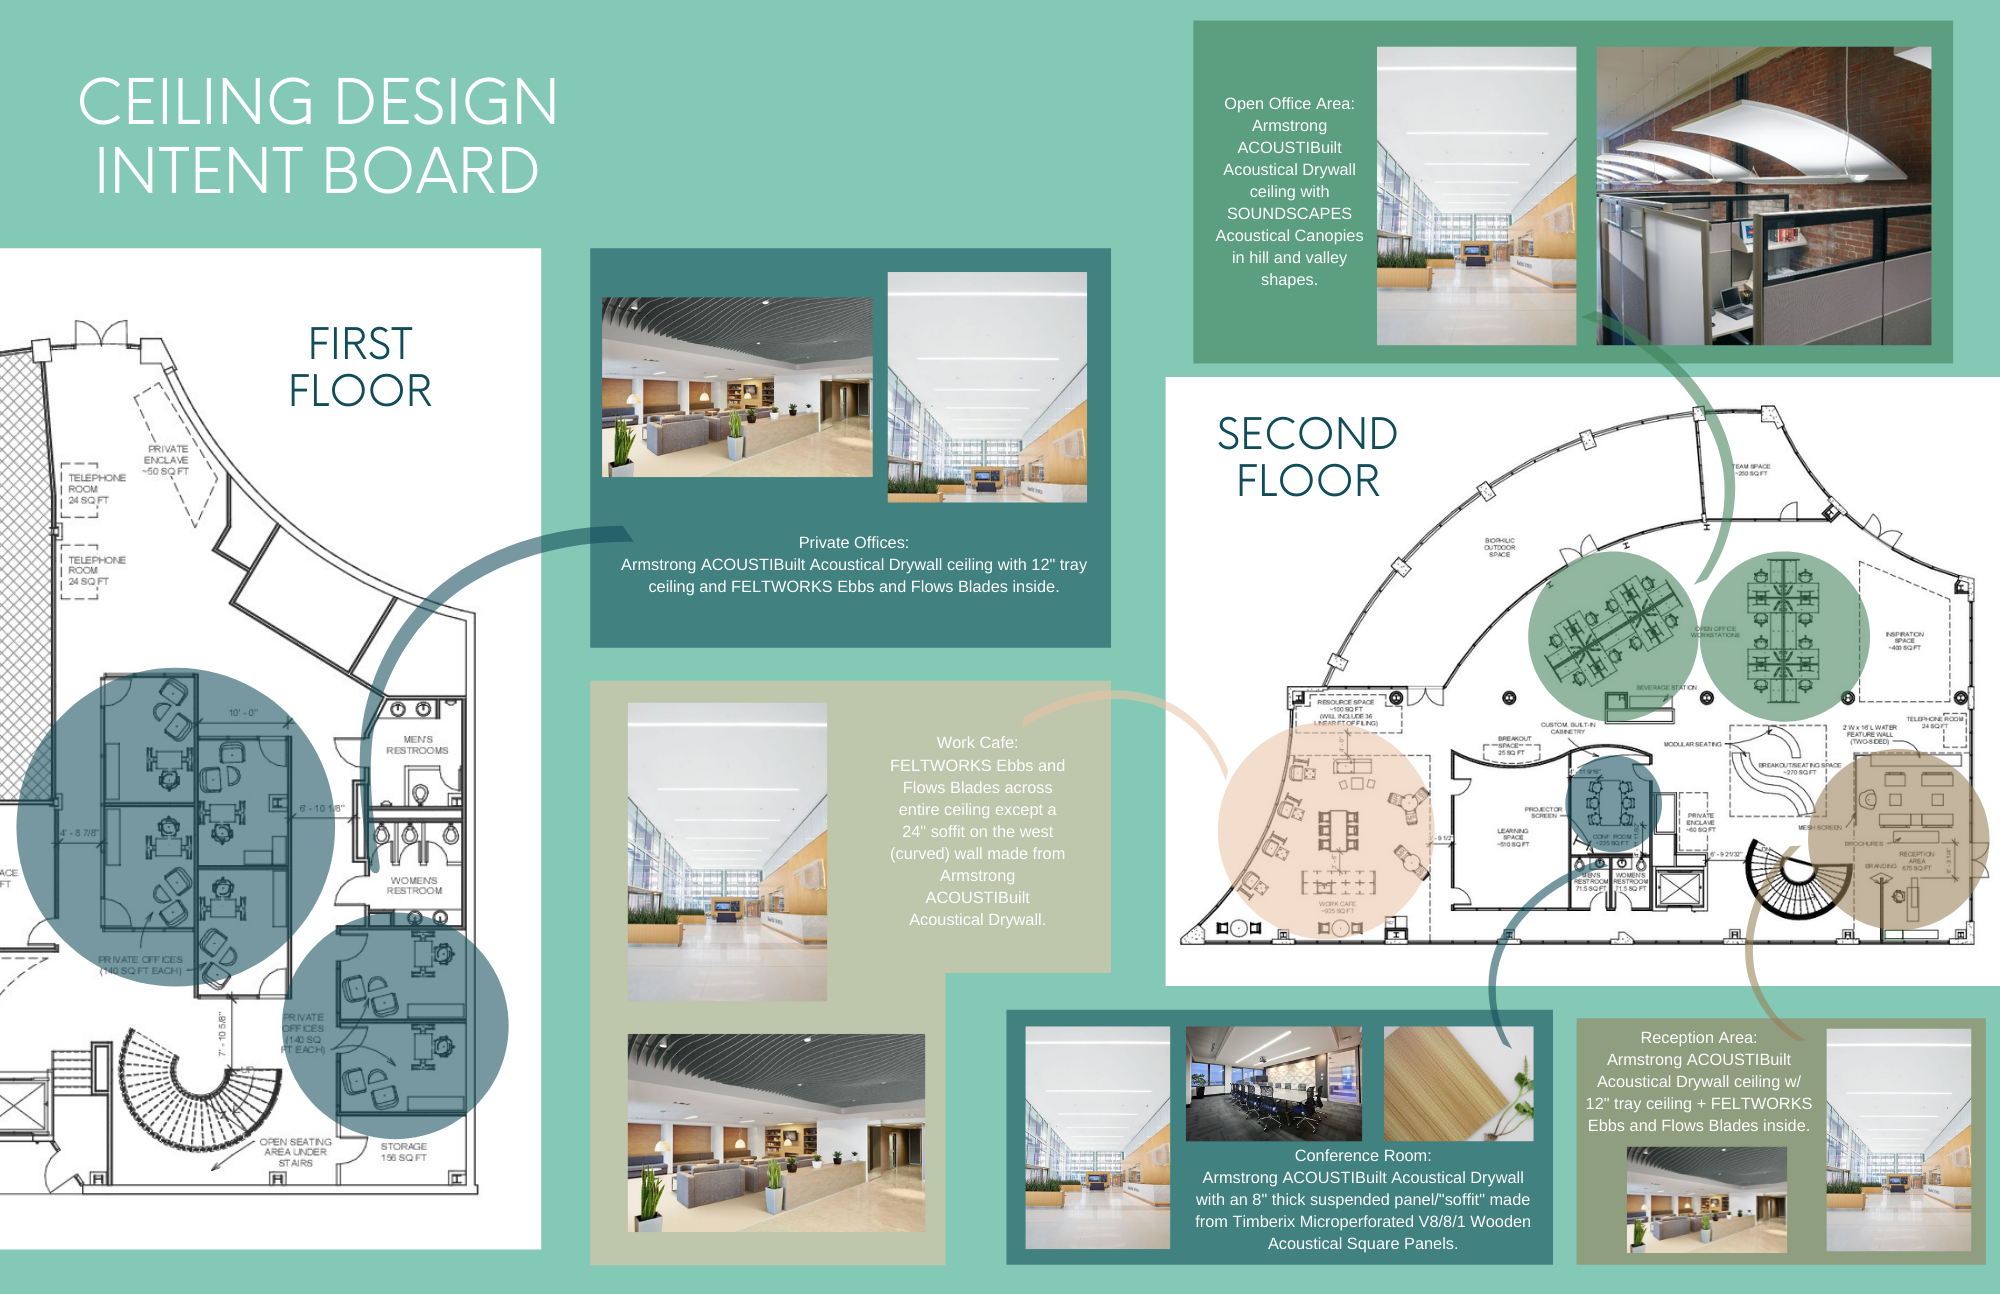 CEILING DESIGN
INTENT BOARD
FIRST
FLOOR
PRIVATE
ENCLAVE
~50 SQ FT
TELEPHONE
ROOM
24 SQ FT
TELEPHONE
ROOM
24 SQ FT
10' - 0"
MEN'S
RESTROOMS
6' - 10 1/8"
4' - 8 7/8"
WOMEN'S
RESTROOM
PRIVATE OFFICES
(140 SQ FT EACH)
7' - 10 5/8"
PRIVATE
OFFICES
(140 SQ
FT EACH)
UP
OPEN SEATING
AREA UNDER
STAIRS
STORAGE
156 SQ FT
Private Offices:
Armstrong ACOUSTIBuilt Acoustical Drywall ceiling with 12" tray
ceiling and FELTWORKS Ebbs and Flows Blades inside.
Work Cafe:
FELTWORKS Ebbs and
Flows Blades across
entire ceiling except a
24" soffit on the west
(curved) wall made from
Armstrong
ACOUSTIBuilt
Acoustical Drywall.
Open Office Area:
Armstrong
ACOUSTIBuilt
Acoustical Drywall
ceiling with
SOUNDSCAPES
Acoustical Canopies
in hill and valley
shapes.
SECOND
FLOOR
TEAM SPACE
~250 SQ FT
BIOPHILIC
OUTDOOR
SPACE
OPEN OFFICE
WORKSTATIONS
INSPIRATION
SPACE
~400 SQ FT
BEVERAGE STATION
RESOURCE SPACE
~100 SQ FT
(WILL INCLUDE 36
LINEAR FT OF FILING)
CUSTOM, BUILT-IN
CABINETRY
BREAKOUT
SPACE
25 SQ FT
MODULAR SEATING
2' W x 16' L WATER
FEATURE WALL
(TWO-SIDED)
TELEPHONE ROOM
24 SQ FT
BREAKOUT/SEATING SPACE
~270 SQ FT
PROJECTOR
SCREEN
LEARNING
SPACE
~510 SQ FT
CONF. ROOM
~225 SQ FT
PRIVATE
ENCLAVE
~60 SQ FT
MESH SCREEN
BROCHURES
BRANDING
RECEPTION
AREA
675 SQ FT
6' - 9 21/32"
MEN'S
RESTROOM
71.5 SQ FT
WOMEN'S
RESTROOM
71.5 SQ FT
WORK CAFE
~925 SQ FT
Conference Room:
Armstrong ACOUSTIBuilt Acoustical Drywall
with an 8" thick suspended panel/"soffit" made
from Timberix Microperforated V8/8/1 Wooden
Acoustical Square Panels.
Reception Area:
Armstrong ACOUSTIBuilt
Acoustical Drywall ceiling w/
12" tray ceiling + FELTWORKS
Ebbs and Flows Blades inside.